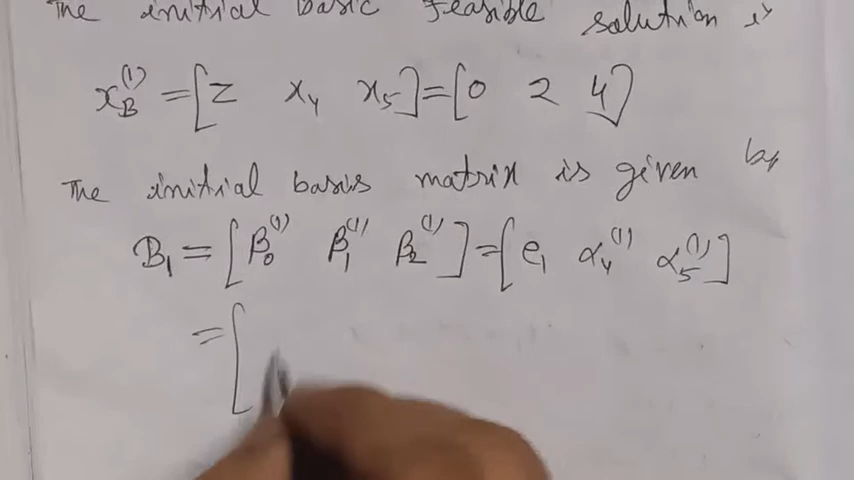 The initial basic feasible solution is
x_B^(1) = [Z x_4 x_5] = [0 2 4]
The initial basis matrix is given by
B_1 = [β_0^(1) β_1^(1) β_2^(1)] = [e_1 α_4^(1) α_5^(1)]
= [